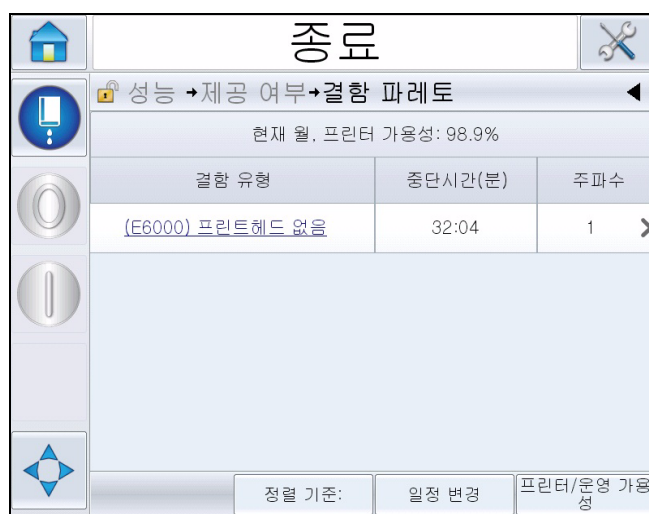 종료
성능 →제공 여부→결함 파레토
현재 월, 프린터 가용성: 98.9%
결함 유형 중단시간(분) 주파수
(E6000) 프린트헤드 없음 32:04 1
정렬 기준: 일정 변경 프린터/운영 가용
성